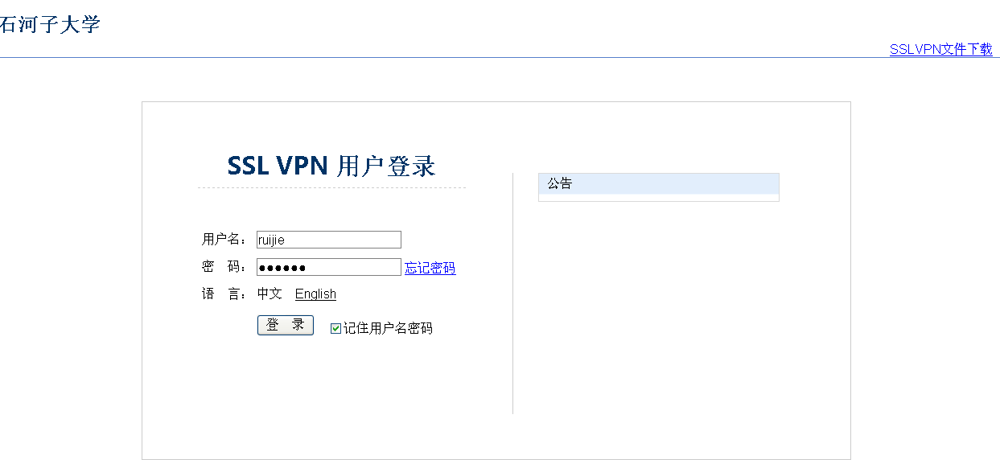 石河子大学
SSLVPN文件下载
SSL VPN 用户登录
公告
用户名： ruijie
密　码： ●●●●●● 忘记密码
语　言： 中文 English
登　录 记住用户名密码